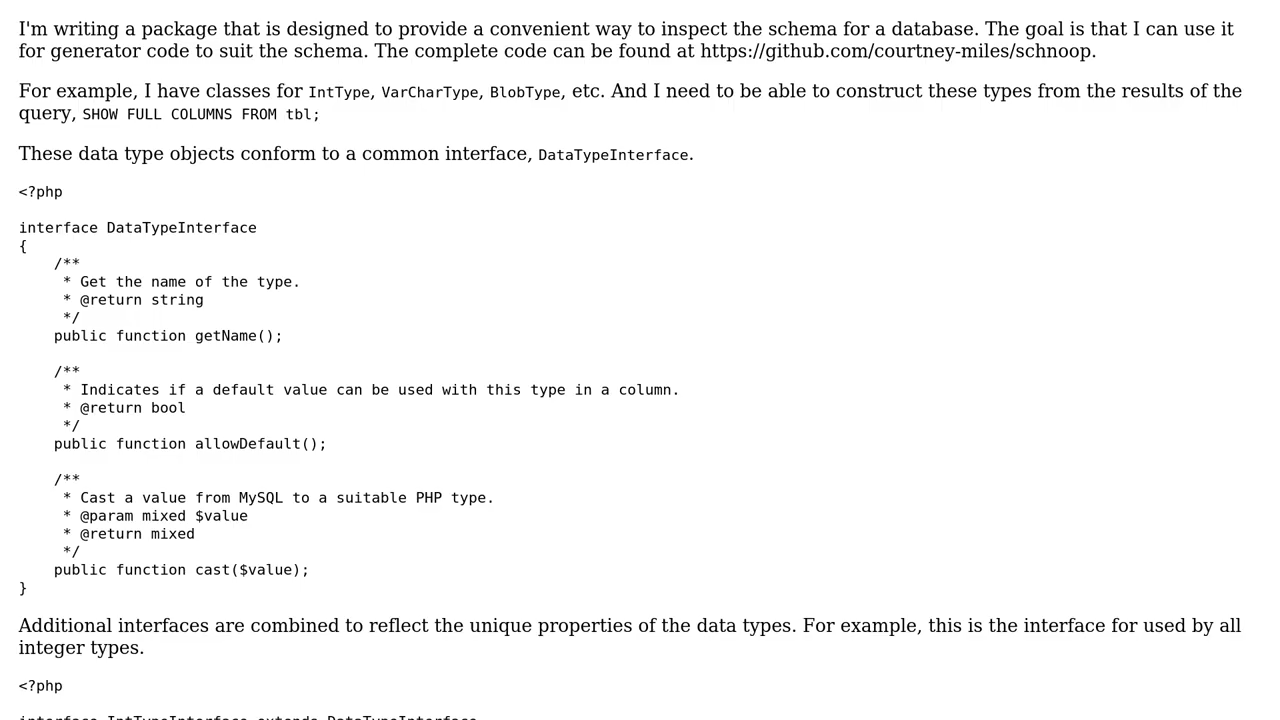 I'm writing a package that is designed to provide a convenient way to inspect the schema for a database. The goal is that I can use it
for generator code to suit the schema. The complete code can be found at https://github.com/courtney-miles/schnoop.
For example, I have classes for IntType, VarCharType, BlobType, etc. And I need to be able to construct these types from the results of the
query, SHOW FULL COLUMNS FROM tbl;
These data type objects conform to a common interface, DataTypeInterface.
<?php
interface DataTypeInterface
{
    /**
     * Get the name of the type.
     * @return string
     */
    public function getName();
    /**
     * Indicates if a default value can be used with this type in a column.
     * @return bool
     */
    public function allowDefault();
    /**
     * Cast a value from MySQL to a suitable PHP type.
     * @param mixed $value
     * @return mixed
     */
    public function cast($value);
}
Additional interfaces are combined to reflect the unique properties of the data types. For example, this is the interface for used by all
integer types.
<?php
interface IntTypeInterface extends DataTypeInterface